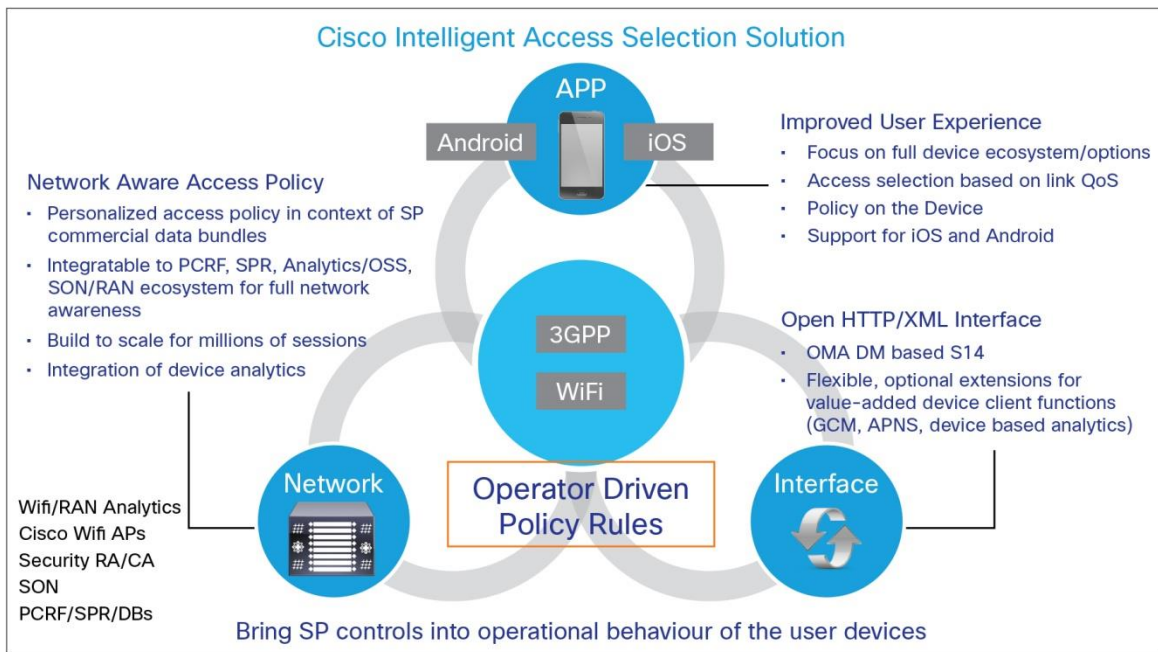 Cisco Intelligent Access Selection Solution
APP
Android
iOS
Improved User Experience
· Focus on full device ecosystem/options
· Access selection based on link QoS
· Policy on the Device
· Support for iOS and Android
Network Aware Access Policy
· Personalized access policy in context of SP
commercial data bundles
· Integratable to PCRF, SPR, Analytics/OSS,
SON/RAN ecosystem for full network
awareness
· Build to scale for millions of sessions
· Integration of device analytics
3GPP
WiFi
Open HTTP/XML Interface
· OMA DM based S14
· Flexible, optional extensions for
value-added device client functions
(GCM, APNS, device based analytics)
Network
Operator Driven
Policy Rules
Interface
Wifi/RAN Analytics
Cisco Wifi APs
Security RA/CA
SON
PCRF/SPR/DBs
Bring SP controls into operational behaviour of the user devices